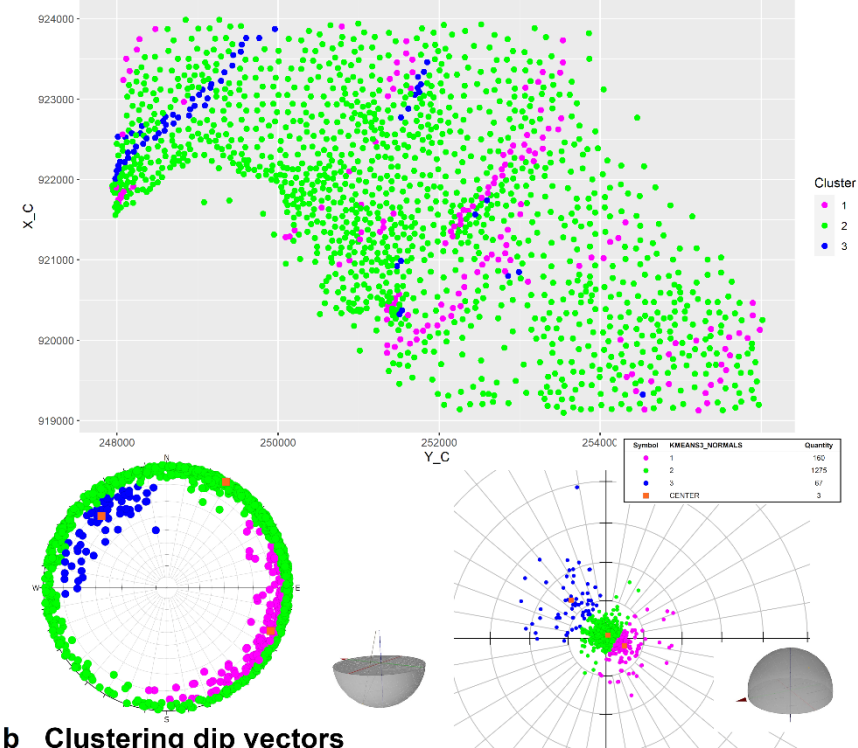 924000
923000
922000
921000
920000
919000
X_C
248000
250000
252000
25400
Y_C
Cluster
1
2
3
Symbol KMEANS3_NORMALS Quantity
1 160
2 1275
3 67
CENTER 3
N
W
E
S
b Clustering dip vectors